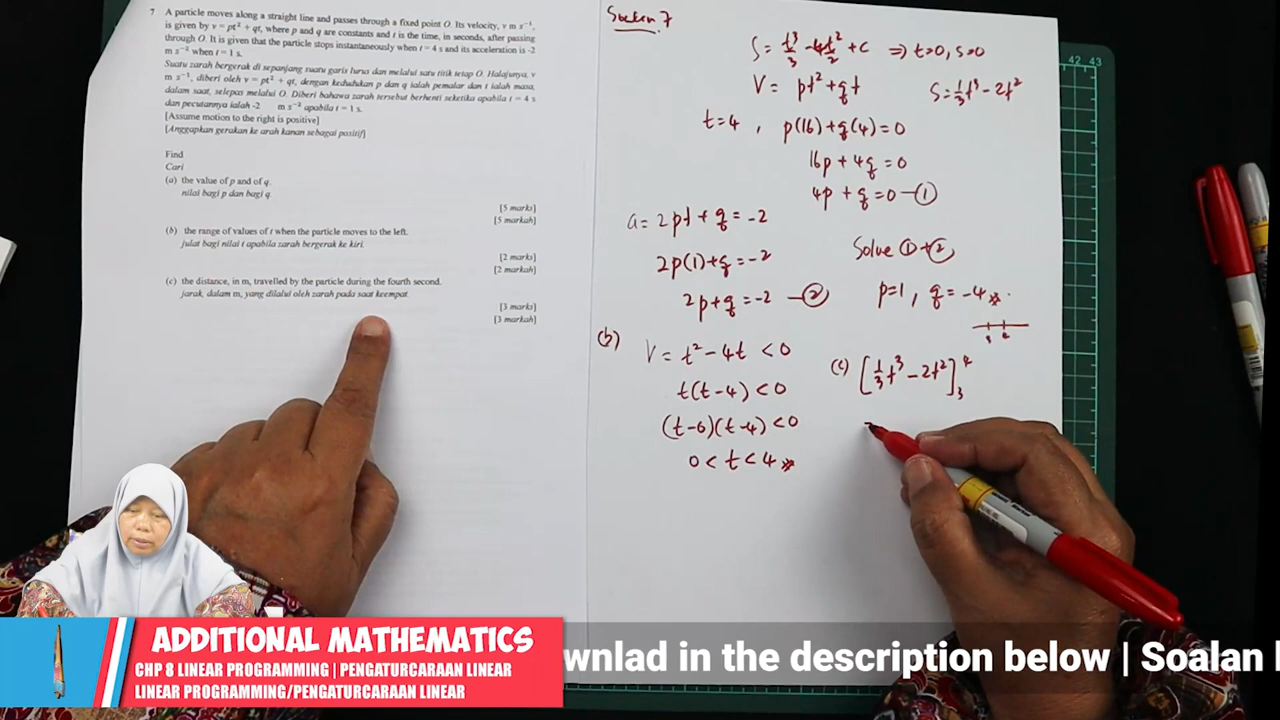 7 A particle moves along a straight line and passes through a fixed point O. Its velocity, v m s⁻¹,
is given by v = pt² + qt, where p and q are constants and t is the time, in seconds, after passing
through O. It is given that the particle stops instantaneously when t = 4 s and its acceleration is -2
m s⁻² when t = 1 s.
Suatu zarah bergerak di sepanjang suatu garis lurus dan melalui satu titik tetap O. Halajunya, v
m s⁻¹, diberi oleh v = pt² + qt, dengan keadaan p dan q ialah pemalar dan t ialah masa,
dalam saat, selepas melalui O. Diberi bahawa zarah tersebut berhenti seketika apabila t = 4 s
dan pecutannya ialah -2 m s⁻² apabila t = 1 s.
[Assume motion to the right is positive]
[Anggapkan gerakan ke arah kanan sebagai positif]
Find
Cari
(a) the value of p and of q.
nilai bagi p dan bagi q.
[5 marks]
[5 markah]
(b) the range of values of t when the particle moves to the left.
julat bagi nilai t apabila zarah bergerak ke kiri.
[2 marks]
[2 markah]
(c) the distance, in m, travelled by the particle during the fourth second.
jarak, dalam m, yang dilalui oleh zarah pada saat keempat.
[3 marks]
[3 markah]
Soalan 7
S = t³/3 - 4t²/2 + c ⇒ t=0, s=0
V = pt² + qt
S = 1/3 t³ - 2t²
t=4, p(16) + q(4) = 0
16p + 4q = 0
4p + q = 0 — ①
a = 2pt + q = -2
2p(1) + q = -2
2p + q = -2 — ②
Solve ① + ②
p=1, q = -4
(b) V = t² - 4t < 0
t(t-4) < 0
(t-0)(t-4) < 0
0 < t < 4
3 4
(c) [1/3 t³ - 2t²]₃⁴
42 43
ADDITIONAL MATHEMATICS
CHP 8 LINEAR PROGRAMMING | PENGATURCARAAN LINEAR
LINEAR PROGRAMMING/PENGATURCARAAN LINEAR
wnlad in the description below | Soalan